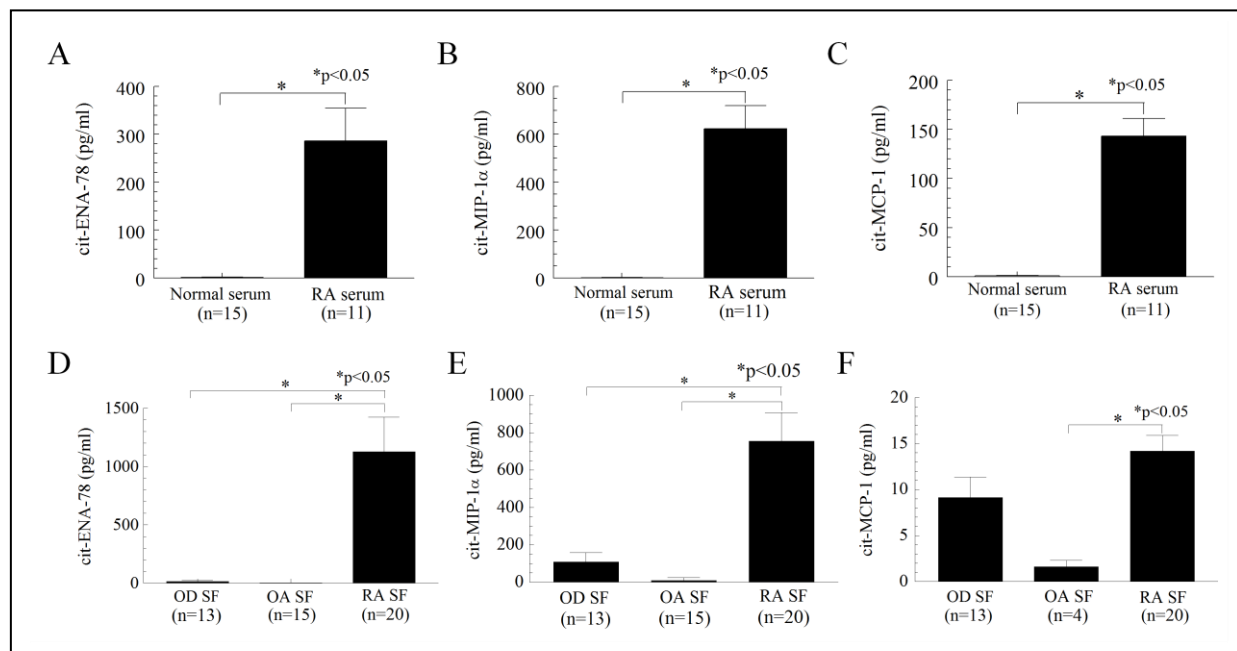 A
*p<0.05
*
cit-ENA-78 (pg/ml)
400
300
200
100
0
Normal serum
(n=15)
RA serum
(n=11)
B
*p<0.05
*
cit-MIP-1α (pg/ml)
800
600
400
200
0
Normal serum
(n=15)
RA serum
(n=11)
C
*p<0.05
*
cit-MCP-1 (pg/ml)
200
150
100
50
0
Normal serum
(n=15)
RA serum
(n=11)
D
*p<0.05
*
*
cit-ENA-78 (pg/ml)
1500
1000
500
0
OD SF
(n=13)
OA SF
(n=15)
RA SF
(n=20)
E
*p<0.05
*
*
cit-MIP-1α (pg/ml)
1000
800
600
400
200
0
OD SF
(n=13)
OA SF
(n=15)
RA SF
(n=20)
F
*p<0.05
*
cit-MCP-1 (pg/ml)
20
15
10
5
0
OD SF
(n=13)
OA SF
(n=4)
RA SF
(n=20)